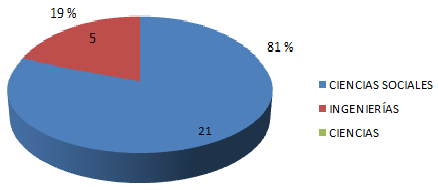 19 %
5
81 %
21
CIENCIAS SOCIALES
INGENIERÍAS
CIENCIAS